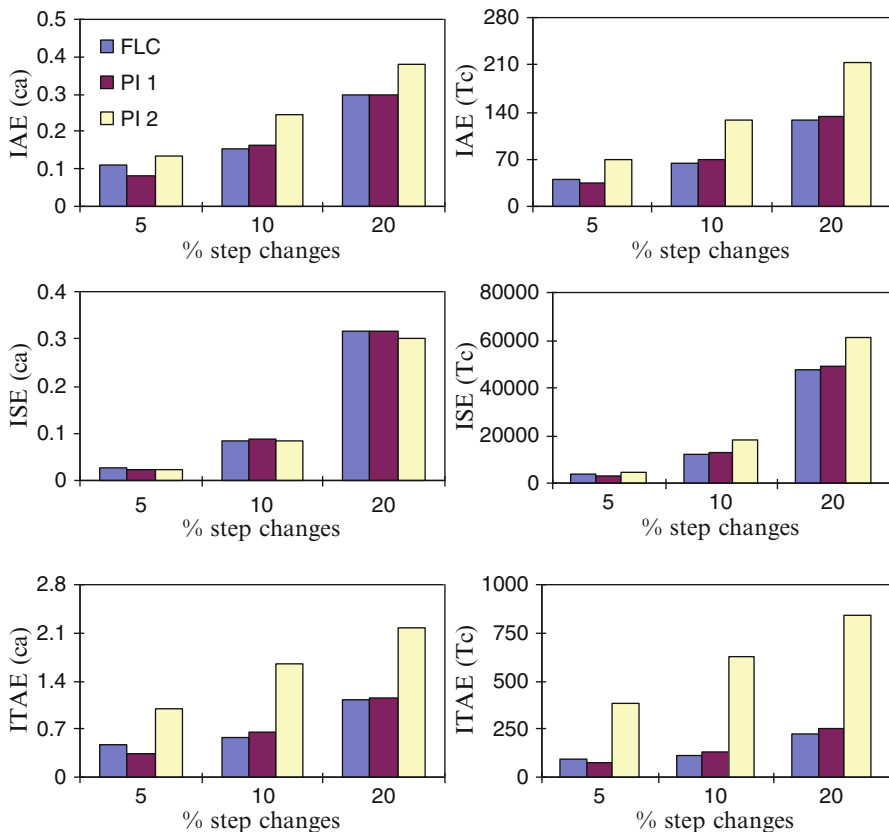 0.5
0.4
0.3
0.2
0.1
0
IAE (ca)
FLC
PI 1
PI 2
5 10 20
% step changes
280
210
140
70
0
IAE (Tc)
5 10 20
% step changes
0.4
0.3
0.2
0.1
0
ISE (ca)
5 10 20
% step changes
80000
60000
40000
20000
0
ISE (Tc)
5 10 20
% step changes
2.8
2.1
1.4
0.7
0
ITAE (ca)
5 10 20
% step changes
1000
750
500
250
0
ITAE (Tc)
5 10 20
% step changes